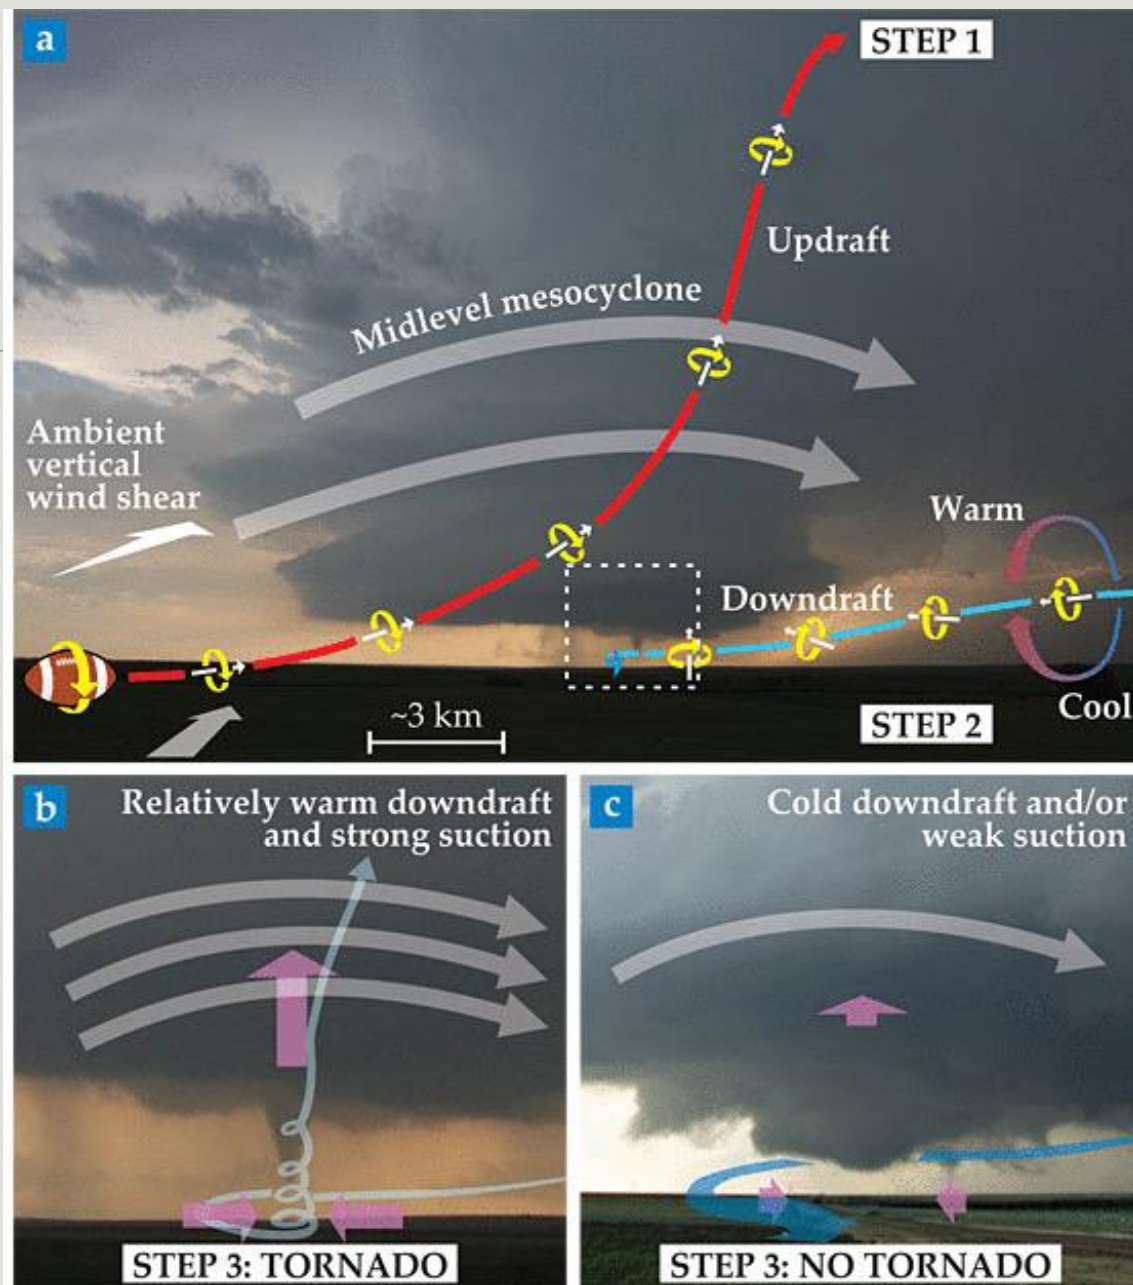 a
STEP 1
Updraft
Midlevel mesocyclone
Ambient
vertical
wind shear
Warm
Downdraft
Cool
~3 km
STEP 2
b
Relatively warm downdraft
and strong suction
STEP 3: TORNADO
c
Cold downdraft and/or
weak suction
STEP 3: NO TORNADO